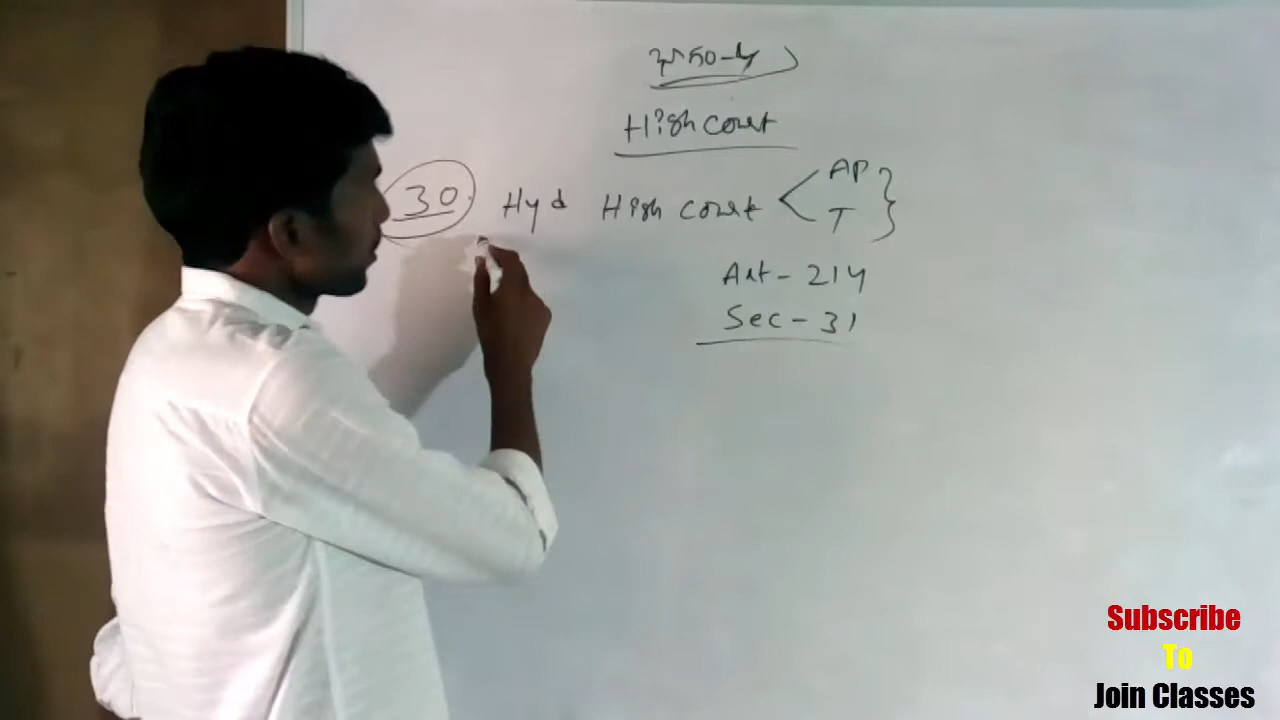 High court
30. Hyd High court < AP }
T
Art - 214
Sec - 31
Subscribe
To
Join Classes